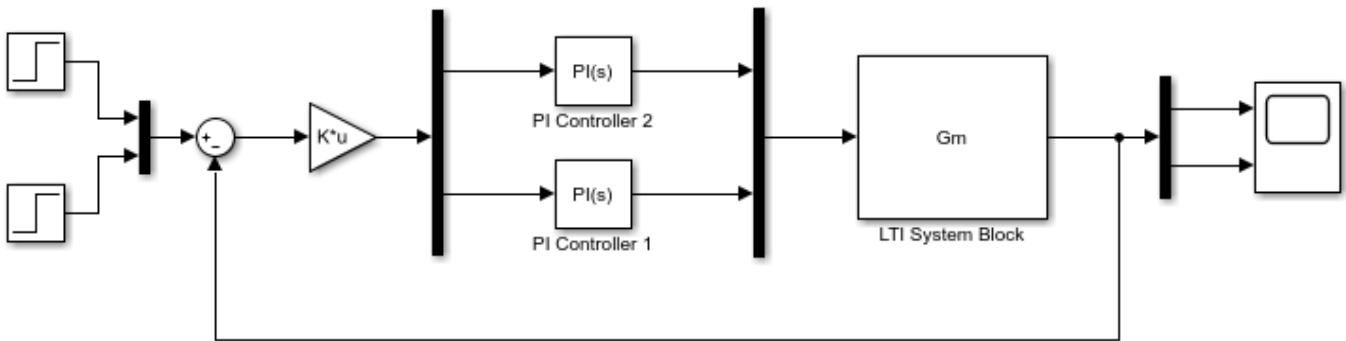 PI(s)
PI Controller 2
K*u
Gm
PI(s)
LTI System Block
PI Controller 1